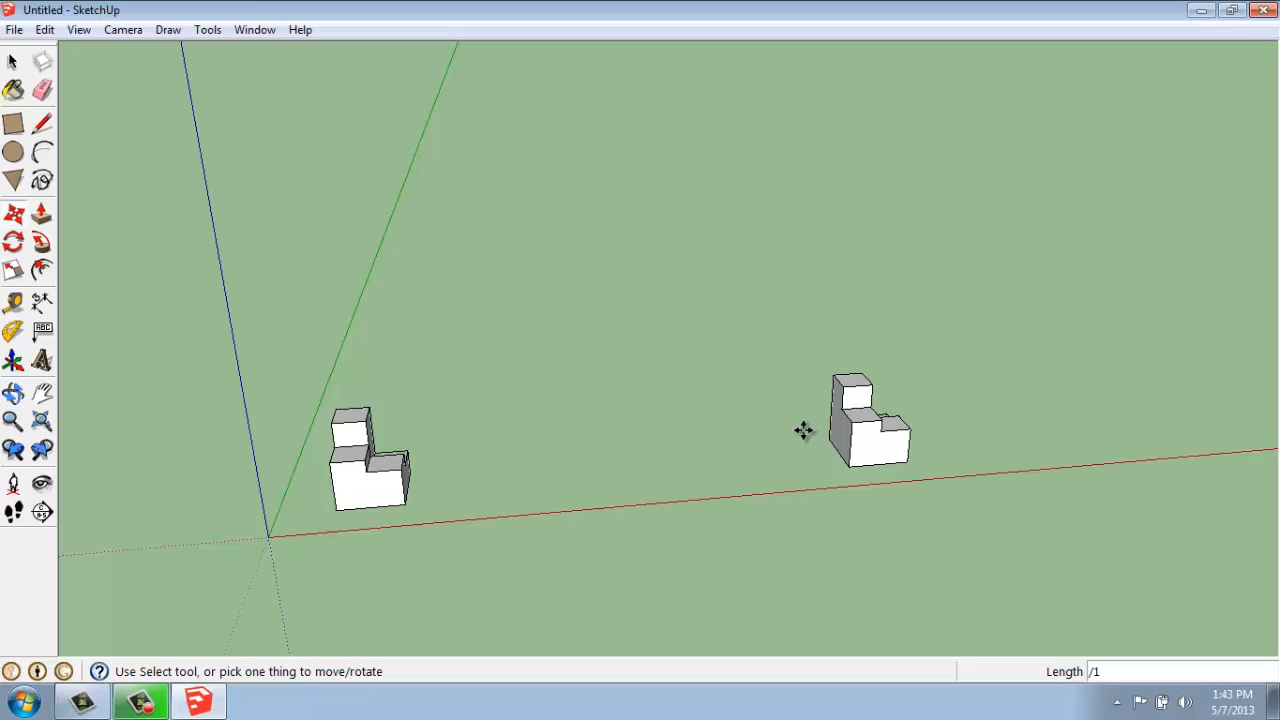 Untitled - SketchUp
File Edit View Camera Draw Tools Window Help
ABC
A
Use Select tool, or pick one thing to move/rotate
Length /1
1:43 PM
5/7/2013